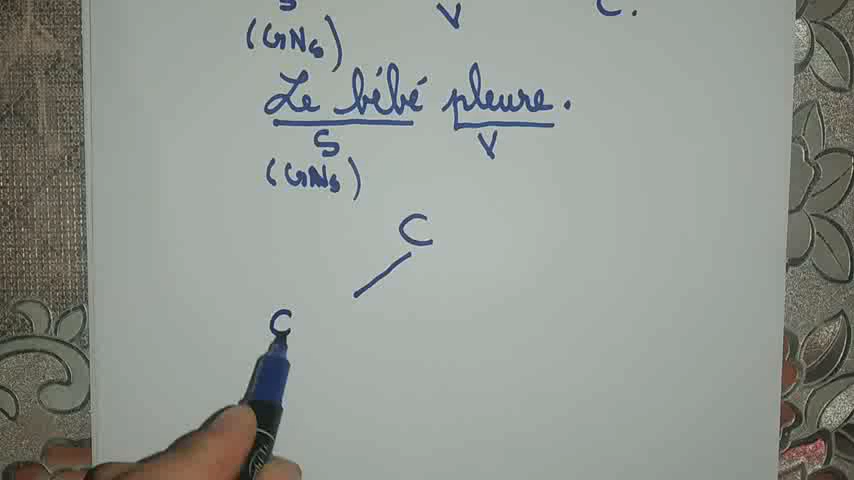 S V C.
(GNs)
Le bébé pleure.
S V
(GNs)
C
C